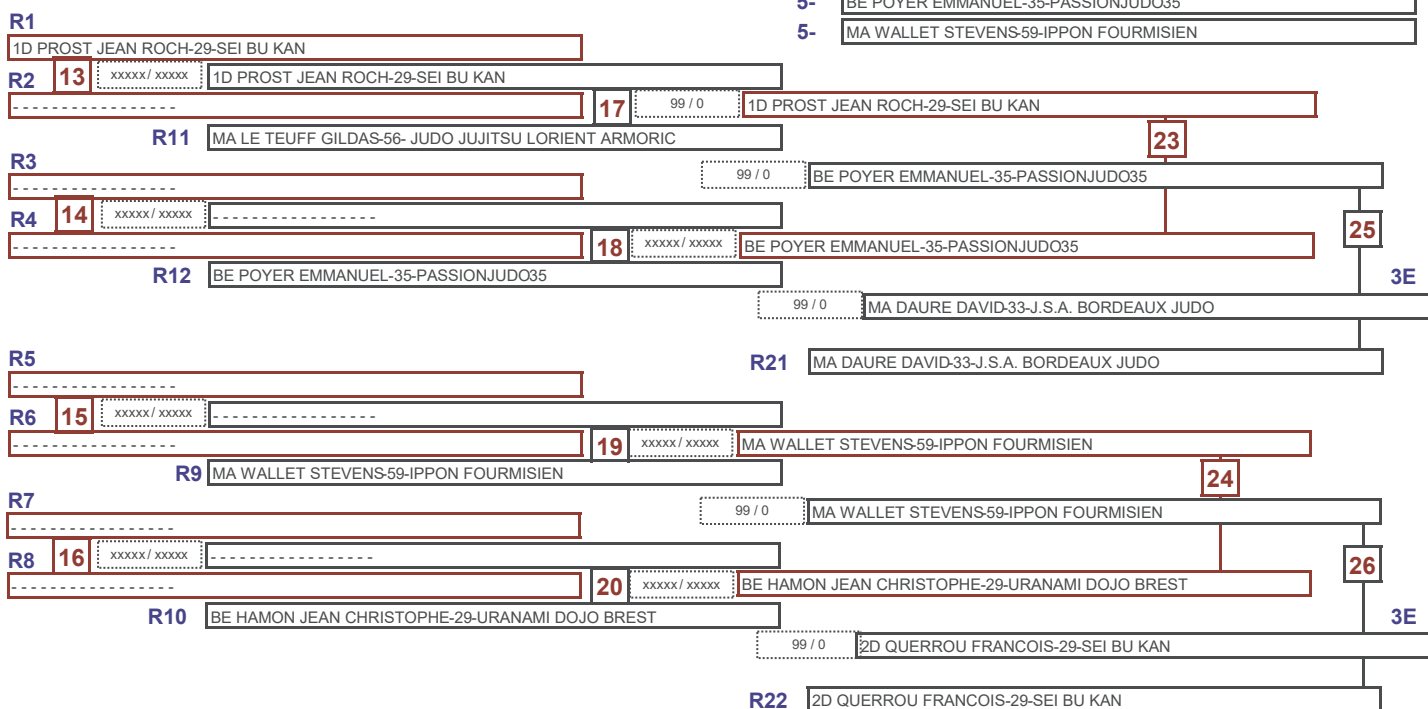 5- BE POYER EMMANUEL-35-PASSIONJUDO35
R1
5- MA WALLET STEVENS-59-IPPON FOURMISIEN
1D PROST JEAN ROCH-29-SEI BU KAN
R2 13 xxxxx / xxxxx 1D PROST JEAN ROCH-29-SEI BU KAN
- - - - - - - - - - - - - - - - 17 99 / 0 1D PROST JEAN ROCH-29-SEI BU KAN
R11 MA LE TEUFF GILDAS-56- JUDO JUJITSU LORIENT ARMORIC 23
R3
- - - - - - - - - - - - - - - - 99 / 0 BE POYER EMMANUEL-35-PASSIONJUDO35
R4 14 xxxxx / xxxxx - - - - - - - - - - - - - - - - 25
- - - - - - - - - - - - - - - - 18 xxxxx / xxxxx BE POYER EMMANUEL-35-PASSIONJUDO35
R12 BE POYER EMMANUEL-35-PASSIONJUDO35 3E
99 / 0 MA DAURE DAVID-33-J.S.A. BORDEAUX JUDO
R5 R21 MA DAURE DAVID-33-J.S.A. BORDEAUX JUDO
- - - - - - - - - - - - - - - -
R6 15 xxxxx / xxxxx - - - - - - - - - - - - - - - -
- - - - - - - - - - - - - - - - 19 xxxxx / xxxxx MA WALLET STEVENS-59-IPPON FOURMISIEN
R9 MA WALLET STEVENS-59-IPPON FOURMISIEN 24
R7
- - - - - - - - - - - - - - - - 99 / 0 MA WALLET STEVENS-59-IPPON FOURMISIEN
R8 16 xxxxx / xxxxx - - - - - - - - - - - - - - - - 26
- - - - - - - - - - - - - - - - 20 xxxxx / xxxxx BE HAMON JEAN CHRISTOPHE-29-URANAMI DOJO BREST
R10 BE HAMON JEAN CHRISTOPHE-29-URANAMI DOJO BREST 3E
99 / 0 2D QUERROU FRANCOIS-29-SEI BU KAN
R22 2D QUERROU FRANCOIS-29-SEI BU KAN